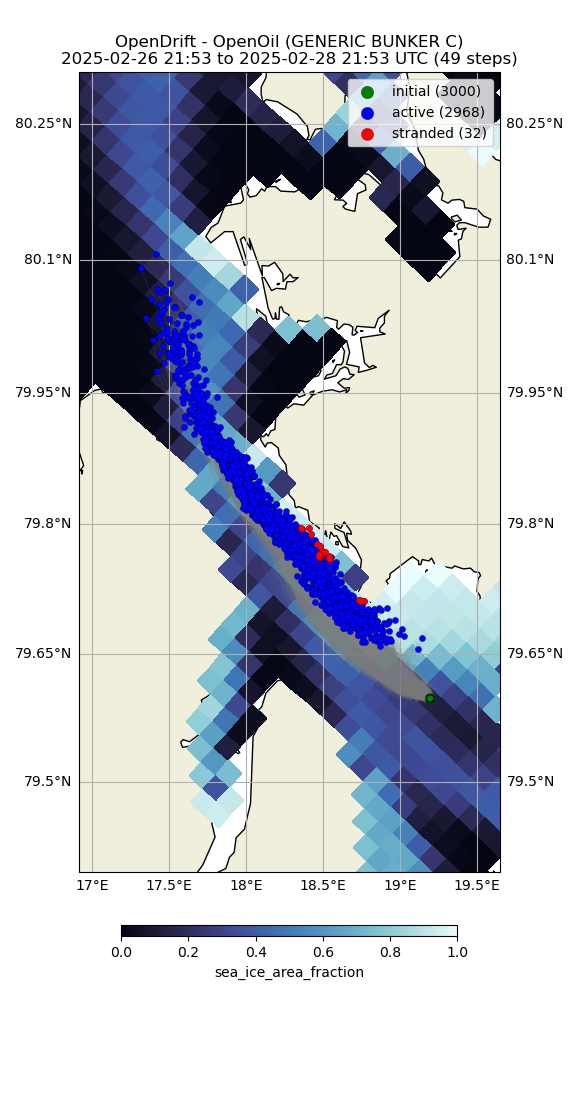 OpenDrift - OpenOil (GENERIC BUNKER C)
2025-02-26 21:53 to 2025-02-28 21:53 UTC (49 steps)
initial (3000)
active (2968)
stranded (32)
80.25°N 80.25°N
80.1°N 80.1°N
79.95°N 79.95°N
79.8°N 79.8°N
79.65°N 79.65°N
79.5°N 79.5°N
17°E 17.5°E 18°E 18.5°E 19°E 19.5°E
0.0 0.2 0.4 0.6 0.8 1.0
sea_ice_area_fraction